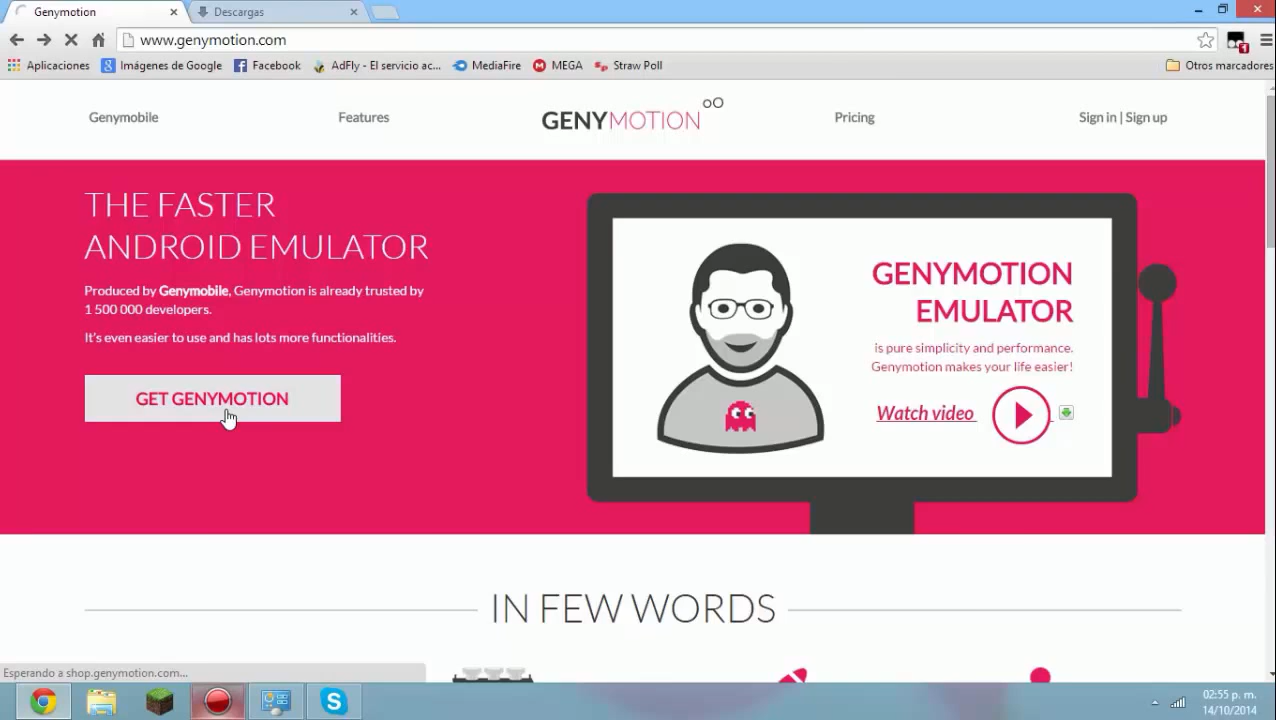 Genymotion
Descargas
www.genymotion.com
Aplicaciones
Imágenes de Google
Facebook
AdFly - El servicio ac...
MediaFire
MEGA
Straw Poll
Otros marcadores
Genymobile
Features
GENYMOTION
Pricing
Sign in | Sign up
THE FASTER
ANDROID EMULATOR
Produced by Genymobile, Genymotion is already trusted by
1 500 000 developers.
It's even easier to use and has lots more functionalities.
GET GENYMOTION
GENYMOTION
EMULATOR
is pure simplicity and performance.
Genymotion makes your life easier!
Watch video
IN FEW WORDS
Esperando a shop.genymotion.com...
02:55 p. m.
14/10/2014